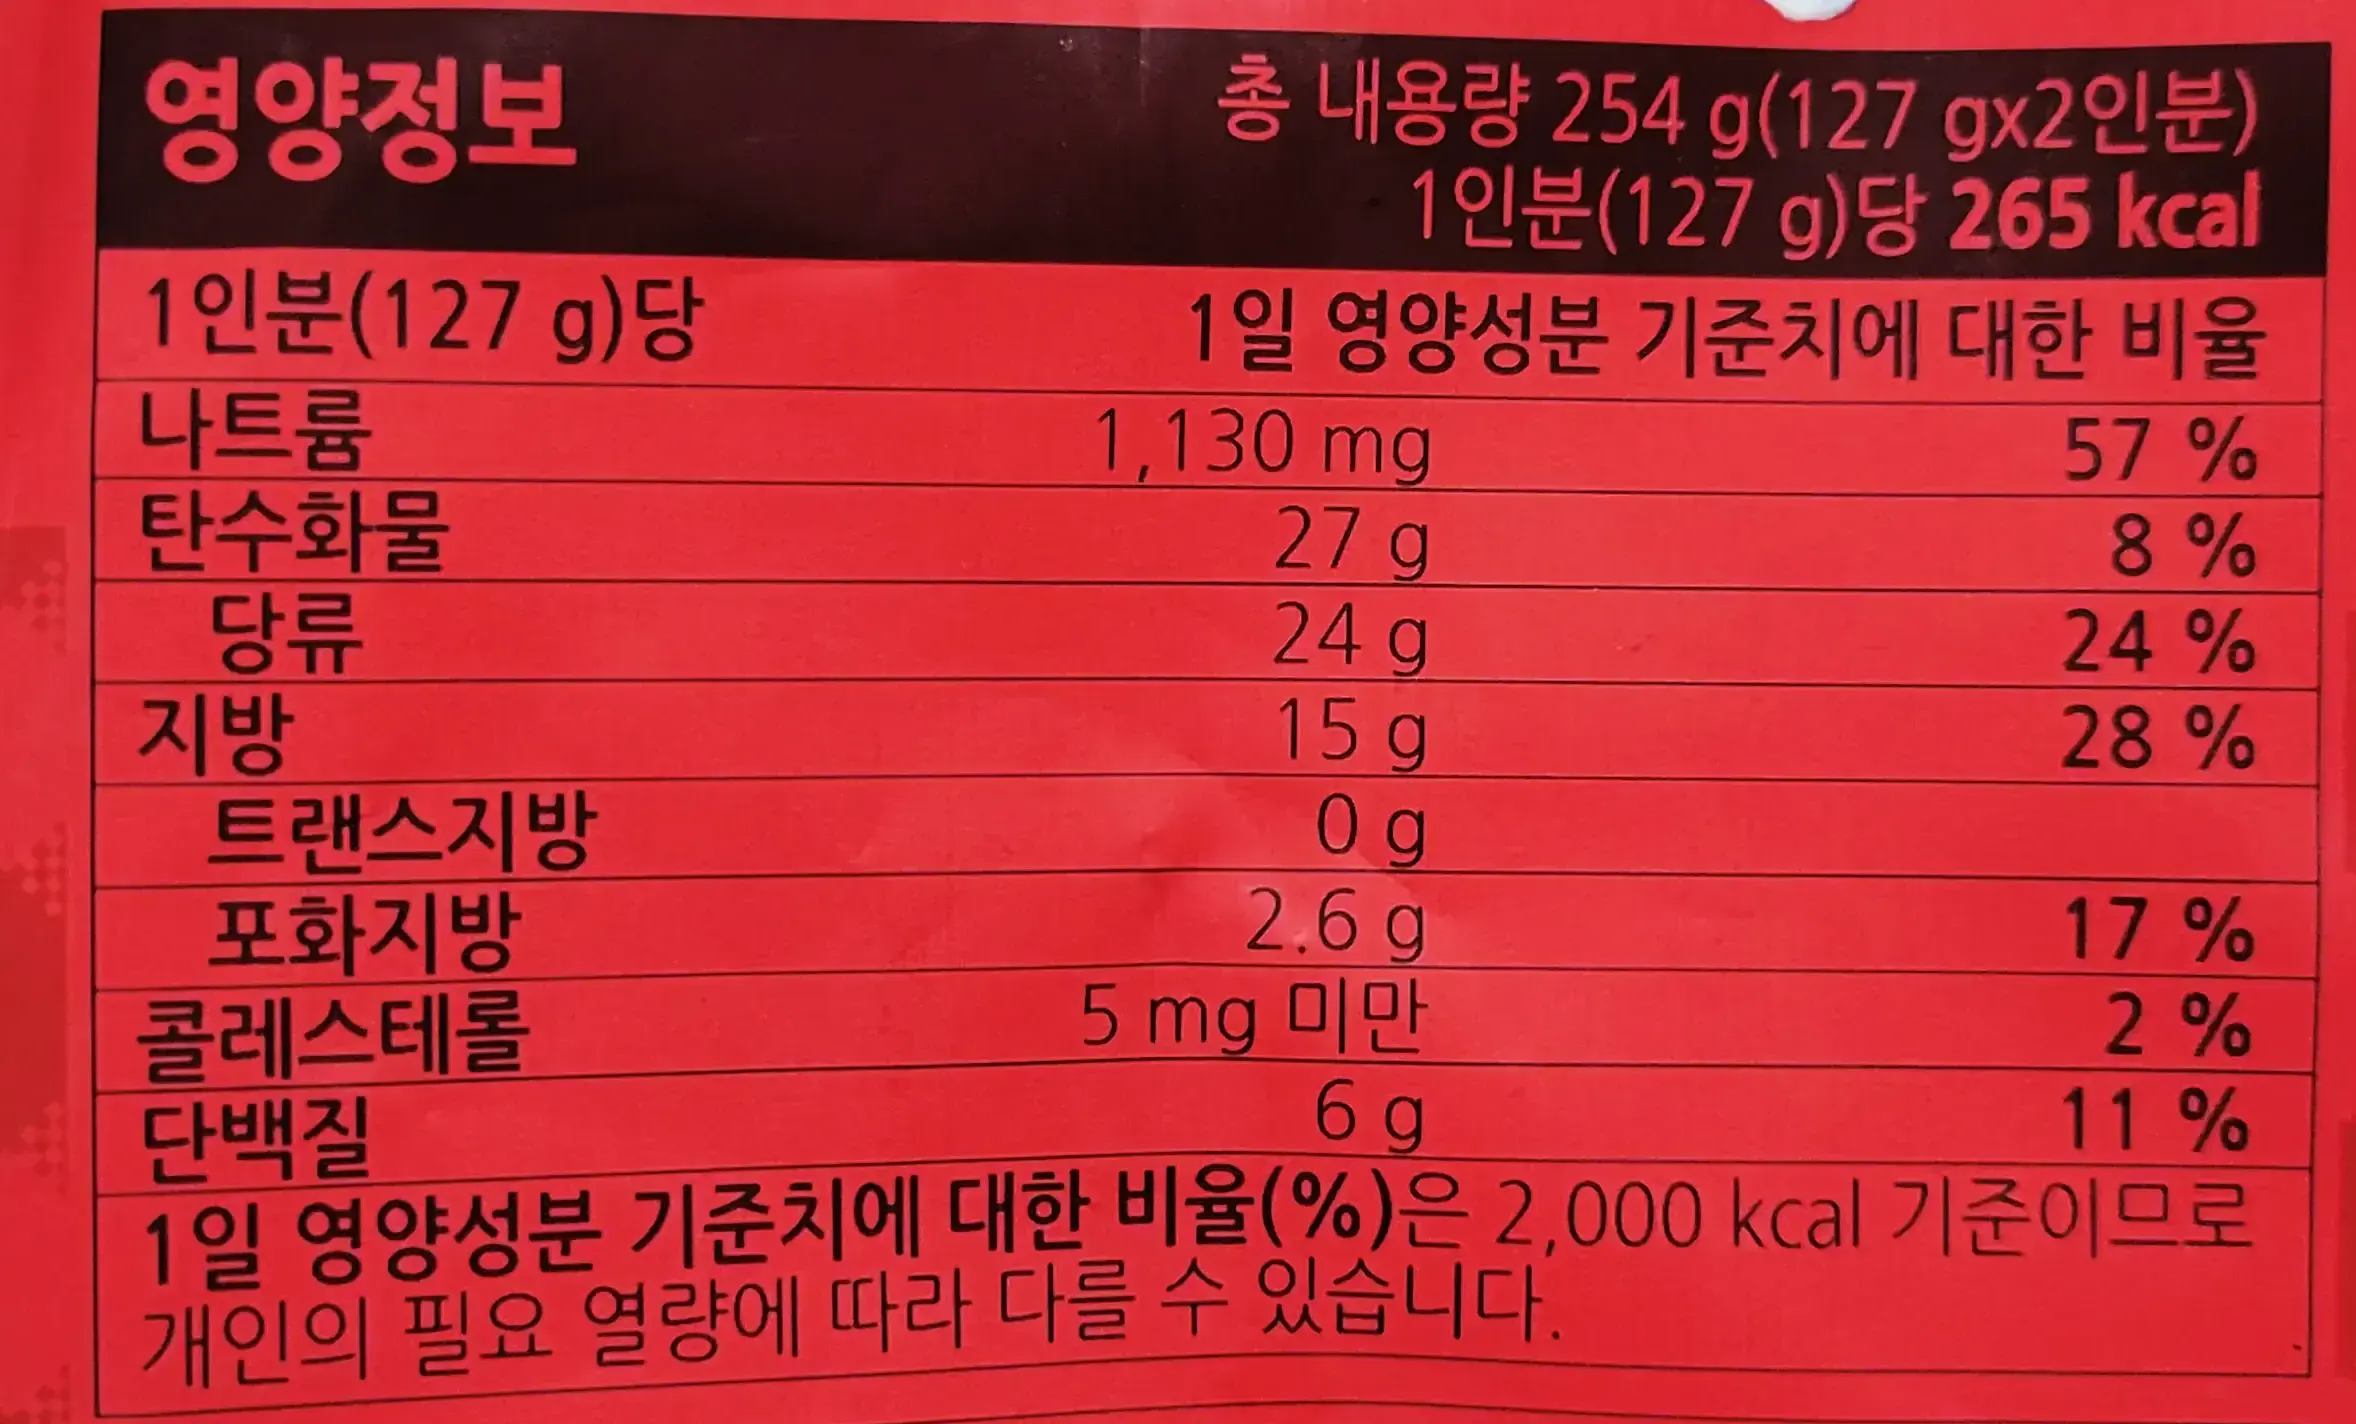 영양정보
총 내용량 254 g(127 gx2인분)
1인분(127 g)당 265 kcal
1인분(127 g)당 1일 영양성분 기준치에 대한 비율
나트륨 1,130 mg 57 %
탄수화물 27 g 8 %
당류 24 g 24 %
지방 15 g 28 %
트랜스지방 0 g
포화지방 2.6 g 17 %
콜레스테롤 5 mg 미만 2 %
단백질 6 g 11 %
1일 영양성분 기준치에 대한 비율(%)은 2,000 kcal 기준이므로
개인의 필요 열량에 따라 다를 수 있습니다.